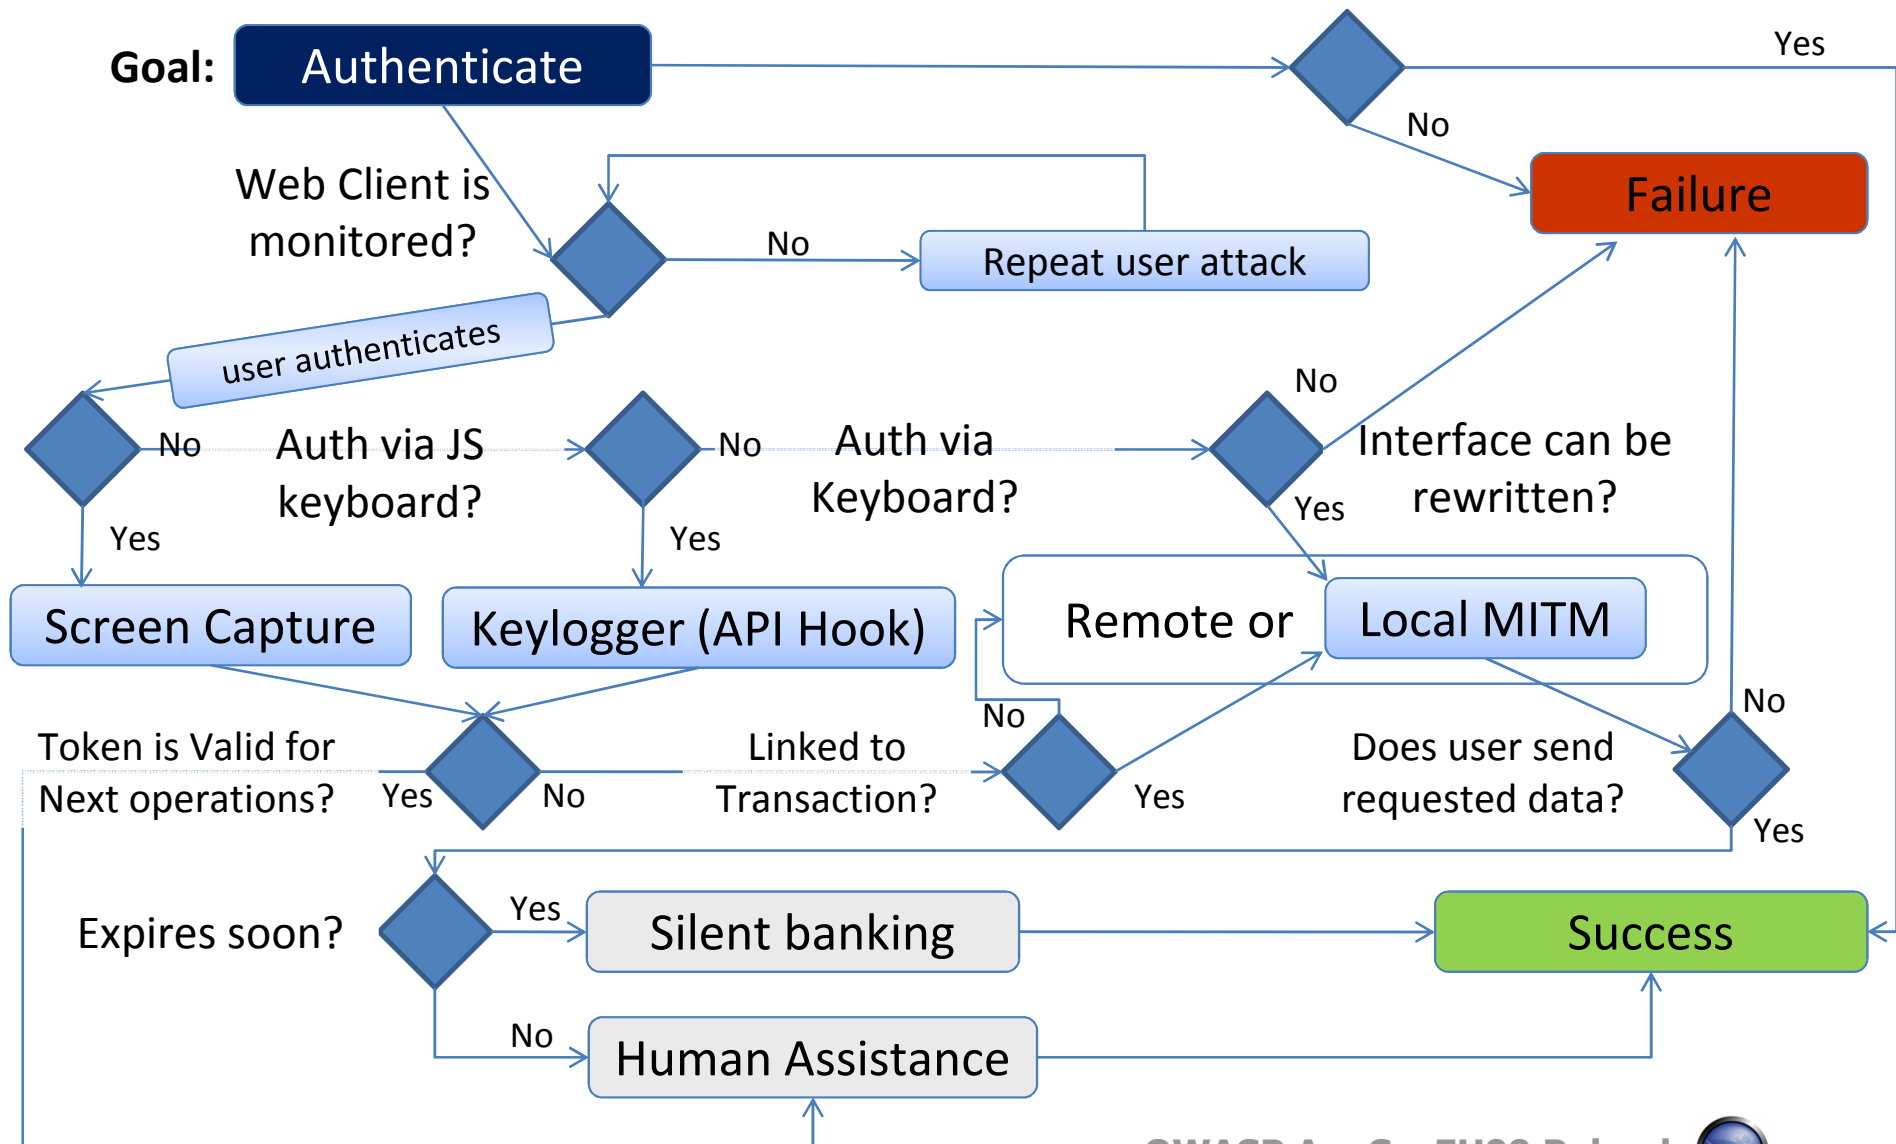 Goal:
Authenticate
Yes
No
Web Client is
monitored?
Failure
No
Repeat user attack
user authenticates
No
No
Auth via JS
keyboard?
No
Auth via
Keyboard?
Interface can be
rewritten?
Yes
Yes
Yes
Screen Capture
Keylogger (API Hook)
Remote or
Local MITM
No
No
Token is Valid for
Next operations?
Yes
No
Linked to
Transaction?
Yes
Does user send
requested data?
Yes
Expires soon?
Yes
Silent banking
Success
No
Human Assistance